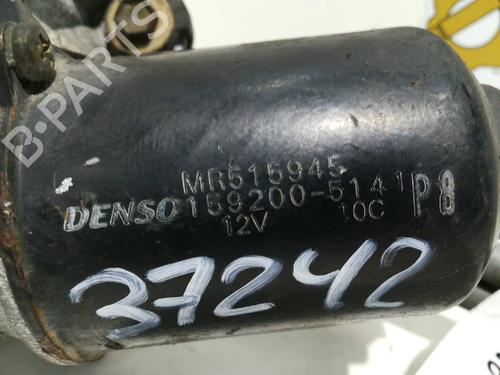 MR515945
DENSO 159200-5141 P8
12V 10C
37242
B-PARTS